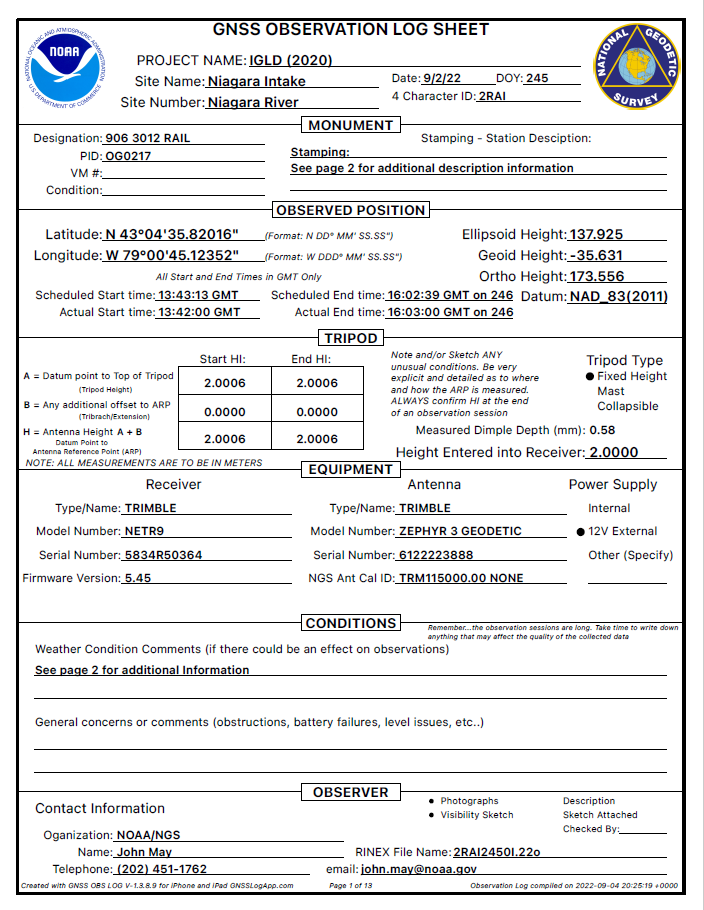 GNSS OBSERVATION LOG SHEET
NATIONAL OCEANIC AND ATMOSPHERIC ADMINISTRATION
U.S. DEPARTMENT OF COMMERCE
NOAA
NATIONAL GEODETIC SURVEY
PROJECT NAME: IGLD (2020)
Site Name: Niagara Intake
Date: 9/2/22 DOY: 245
Site Number: Niagara River
4 Character ID: 2RAI
MONUMENT
Designation: 906 3012 RAIL
Stamping - Station Desciption:
PID: OG0217
Stamping:
VM #:
See page 2 for additional description information
Condition:
OBSERVED POSITION
Latitude: N 43°04'35.82016" (Format: N DD° MM' SS.SS") Ellipsoid Height: 137.925
Longitude: W 79°00'45.12352" (Format: W DDD° MM' SS.SS") Geoid Height: -35.631
All Start and End Times in GMT Only Ortho Height: 173.556
Scheduled Start time: 13:43:13 GMT Scheduled End time: 16:02:39 GMT on 246 Datum: NAD_83(2011)
Actual Start time: 13:42:00 GMT Actual End time: 16:03:00 GMT on 246
TRIPOD
Start HI: End HI:
A = Datum point to Top of Tripod
(Tripod Height)
2.0006 2.0006
B = Any additional offset to ARP
(Tribrach/Extension)
0.0000 0.0000
H = Antenna Height A + B
Datum Point to
Antenna Reference Point (ARP)
2.0006 2.0006
NOTE: ALL MEASUREMENTS ARE TO BE IN METERS
Note and/or Sketch ANY
unusual conditions. Be very
explicit and detailed as to where
and how the ARP is measured.
ALWAYS confirm HI at the end
of an observation session
Tripod Type
● Fixed Height
Mast
Collapsible
Measured Dimple Depth (mm): 0.58
Height Entered into Receiver: 2.0000
EQUIPMENT
Receiver Antenna Power Supply
Type/Name: TRIMBLE Type/Name: TRIMBLE Internal
Model Number: NETR9 Model Number: ZEPHYR 3 GEODETIC ● 12V External
Serial Number: 5834R50364 Serial Number: 6122223888 Other (Specify)
Firmware Version: 5.45 NGS Ant Cal ID: TRM115000.00 NONE
CONDITIONS
Remember...the observation sessions are long. Take time to write down
anything that may affect the quality of the collected data
Weather Condition Comments (if there could be an effect on observations)
See page 2 for additional Information
General concerns or comments (obstructions, battery failures, level issues, etc..)
OBSERVER
Contact Information
● Photographs Description
● Visibility Sketch Sketch Attached
Checked By:
Oganization: NOAA/NGS
Name: John May RINEX File Name: 2RAI2450I.22o
Telephone: (202) 451-1762 email: john.may@noaa.gov
Created with GNSS OBS LOG V-1.3.8.9 for iPhone and iPad GNSSLogApp.com Page 1 of 13 Observation Log compiled on 2022-09-04 20:25:19 +0000